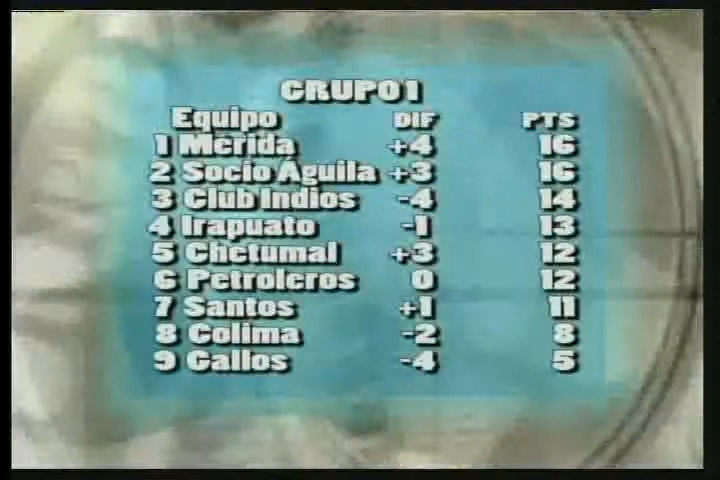 GRUPO 1
Equipo DIF PTS
1 Merida +4 16
2 Socio Águila +3 16
3 Club Indios -4 14
4 Irapuato -1 13
5 Chetumal +3 12
6 Petroleros 0 12
7 Santos +1 11
8 Colima -2 8
9 Gallos -4 5